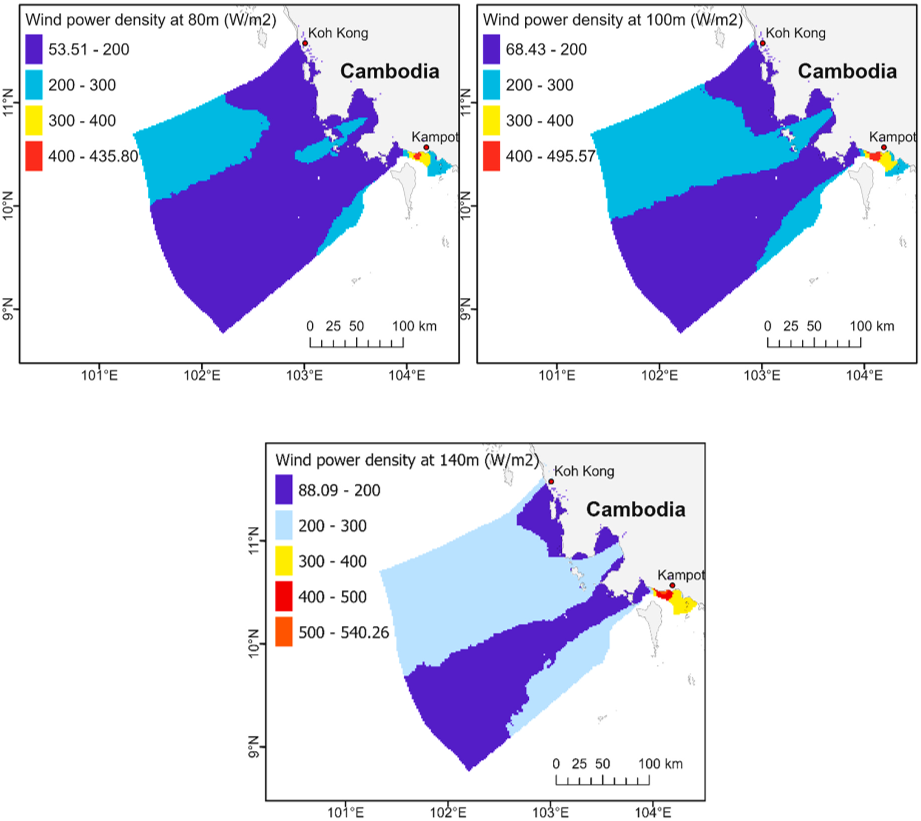 Wind power density at 80m (W/m2)
53.51 - 200
200 - 300
300 - 400
400 - 435.80
Koh Kong
Cambodia
Kampot
11°N
10°N
9°N
0 25 50 100 km
101°E 102°E 103°E 104°E
Wind power density at 100m (W/m2)
68.43 - 200
200 - 300
300 - 400
400 - 495.57
Koh Kong
Cambodia
Kampot
11°N
10°N
9°N
0 25 50 100 km
101°E 102°E 103°E 104°E
Wind power density at 140m (W/m2)
88.09 - 200
200 - 300
300 - 400
400 - 500
500 - 540.26
Koh Kong
Cambodia
Kampot
11°N
10°N
9°N
0 25 50 100 km
101°E 102°E 103°E 104°E